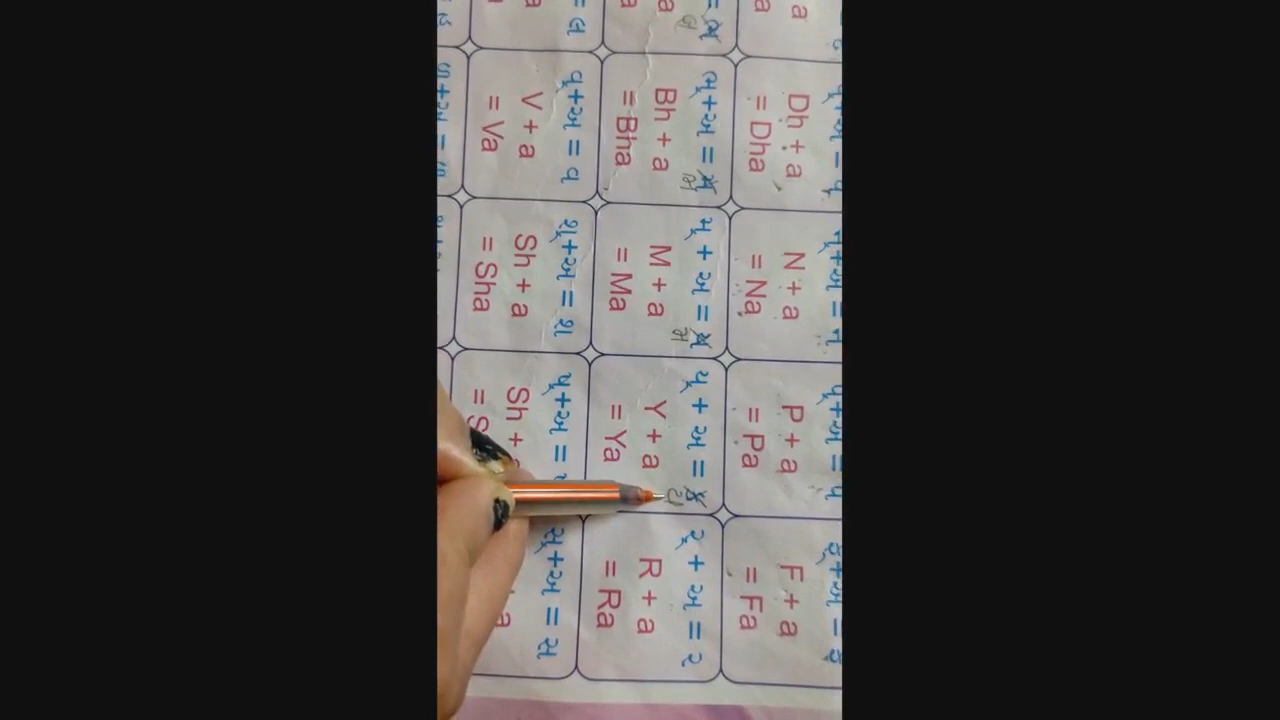 ન્+અ = ન
પ્+અ = પ
ફ્+અ = ફ
a
Dh + a
N + a
P + a
F + a
a
= Dha
= Na
= Pa
= Fa
= બ
ભ્+અ = ભ
મ્ + અ = મ
ય્ + અ = ય
ર્ + અ = ર
a
Bh + a
M + a
Y + a
R + a
a
= Bha
= Ma
= Ya
= Ra
= લ
વ્+અ = વ
શ્+અ = શ
ષ્+અ =
સ્+અ = સ
a
V + a
Sh + a
Sh +
= Va
= Sha
a